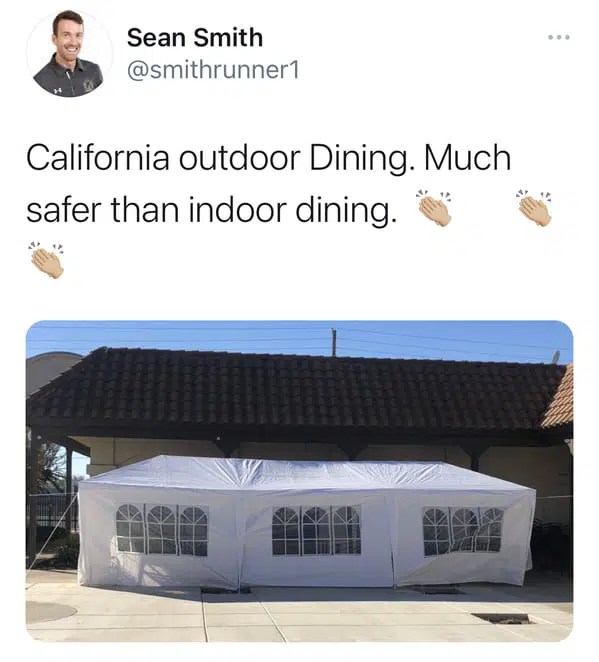 Sean Smith
@smithrunner1
California outdoor Dining. Much
safer than indoor dining. 👏🏼 👏🏼
👏🏼